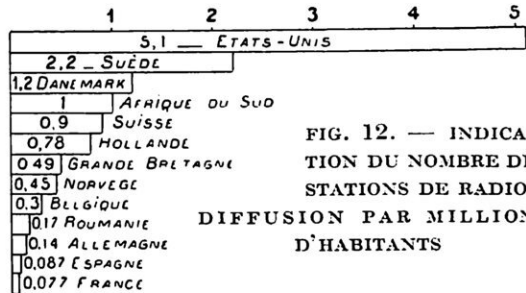 1 2 3 4 5
5,1 — ETATS-UNIS
2,2 - SUÈDE
1,2 DANEMARK
1 AFRIQUE DU SUD
0,9 SUISSE
0,78 HOLLANDE
0 49 GRANDE BRETAGNE
0,45 NORVEGE
0.3 BELGIQUE
0,17 ROUMANIE
0.14 ALLEMAGNE
0,087 ESPAGNE
0,077 FRANCE
FIG. 12. — INDICA-
TION DU NOMBRE DE
STATIONS DE RADIO-
DIFFUSION PAR MILLION
D'HABITANTS